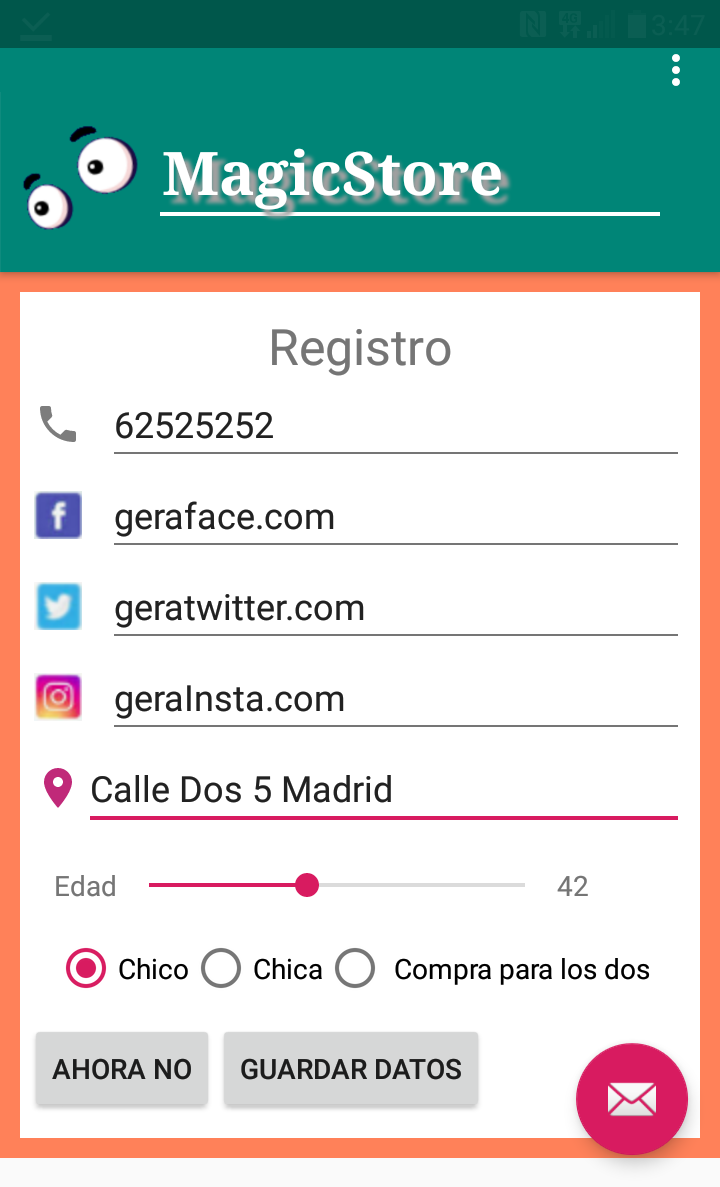 3:47
MagicStore
Registro
62525252
geraface.com
geratwitter.com
geraInsta.com
Calle Dos 5 Madrid
Edad 42
Chico Chica Compra para los dos
AHORA NO GUARDAR DATOS